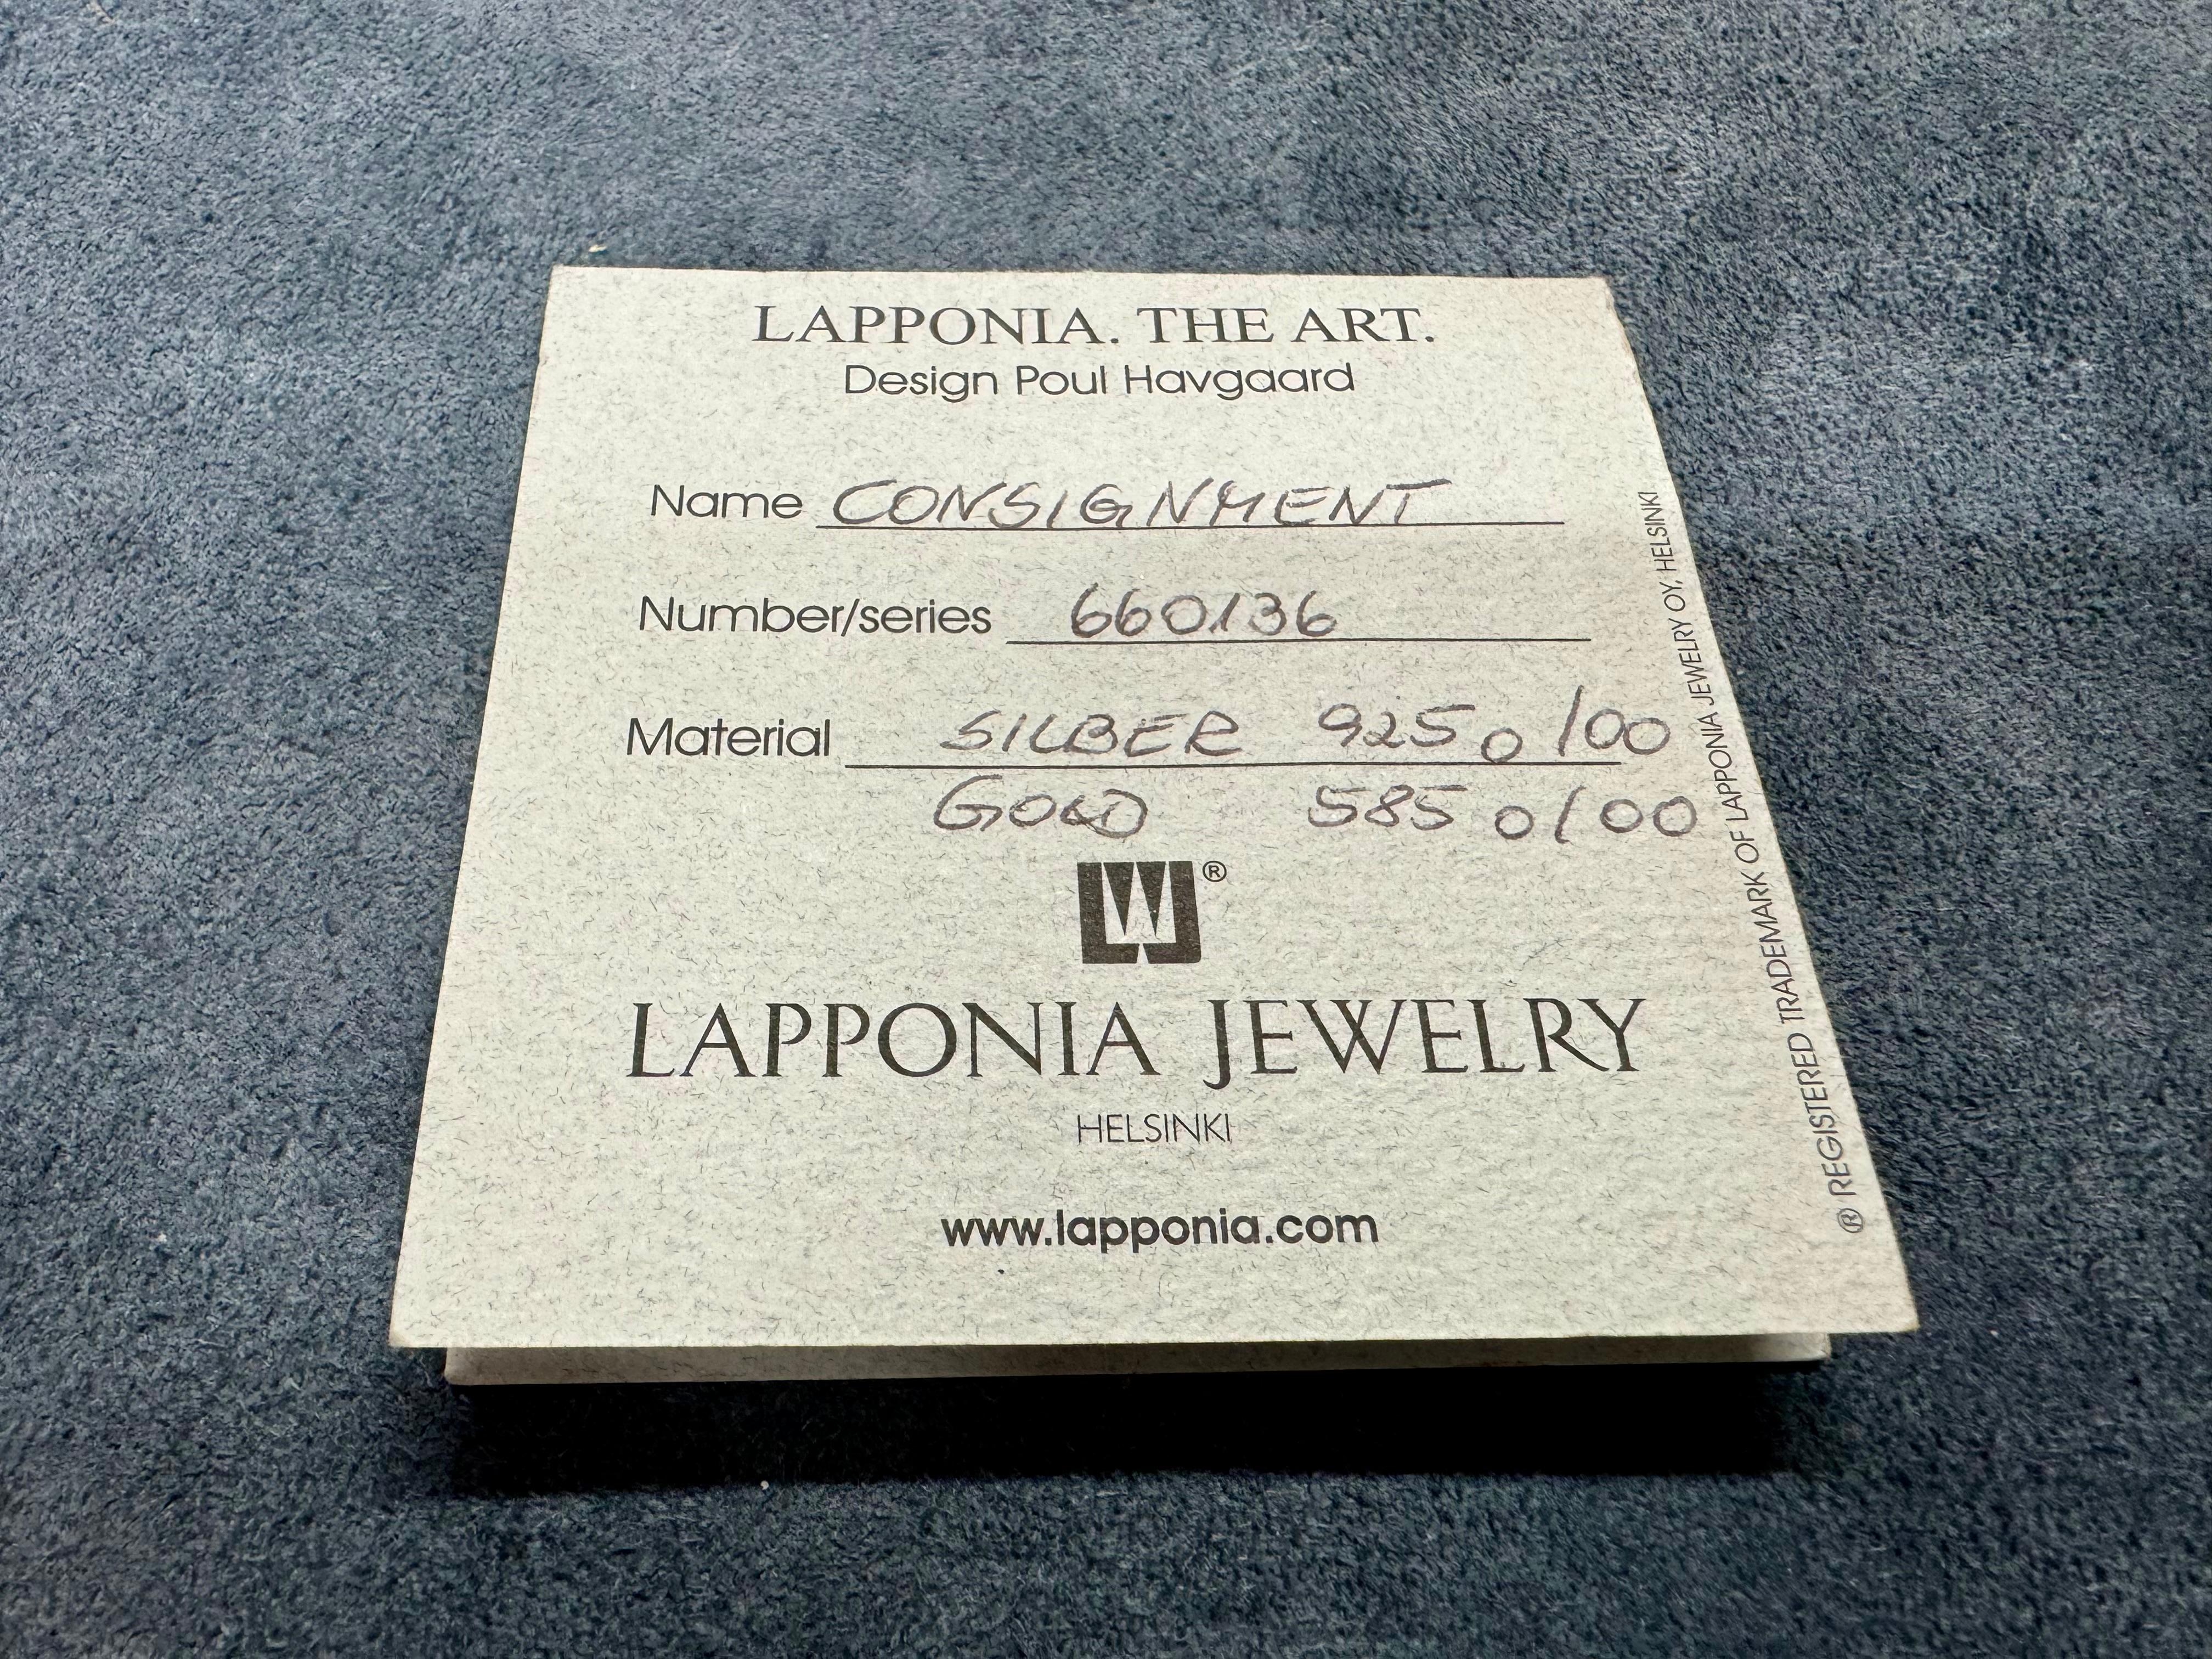 LAPPONIA. THE ART.
Design Poul Havgaard
Name CONSIGNMENT
Number/series 660136
Material SILBER 925 0/00
GOLD 585 0/00
®
LAPPONIA JEWELRY
HELSINKI
www.lapponia.com
® REGISTERED TRADEMARK OF LAPPONIA JEWELRY OY, HELSINKI